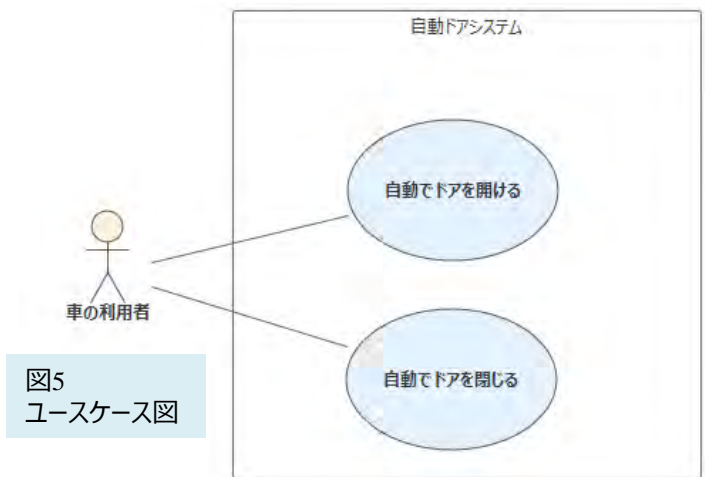 自動ドアシステム
自動でドアを開ける
車の利用者
自動でドアを閉じる
図5
ユースケース図